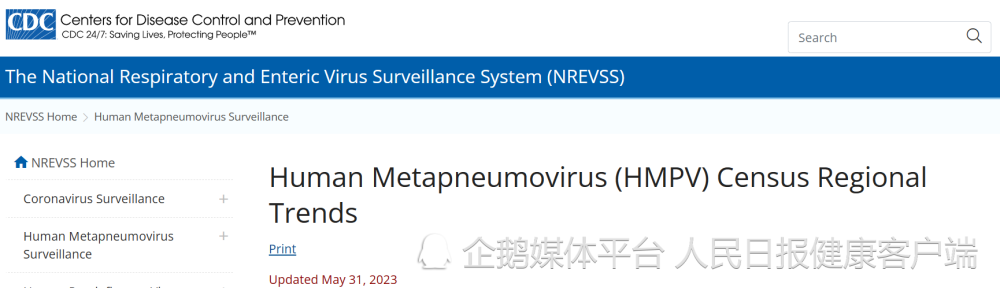 CDC
Centers for Disease Control and Prevention
CDC 24/7: Saving Lives, Protecting People™
Search
The National Respiratory and Enteric Virus Surveillance System (NREVSS)
NREVSS Home > Human Metapneumovirus Surveillance
NREVSS Home
Coronavirus Surveillance +
Human Metapneumovirus +
Surveillance
Human Metapneumovirus (HMPV) Census Regional
Trends
Print
企鹅媒体平台 人民日报健康客户端
Updated May 31, 2023